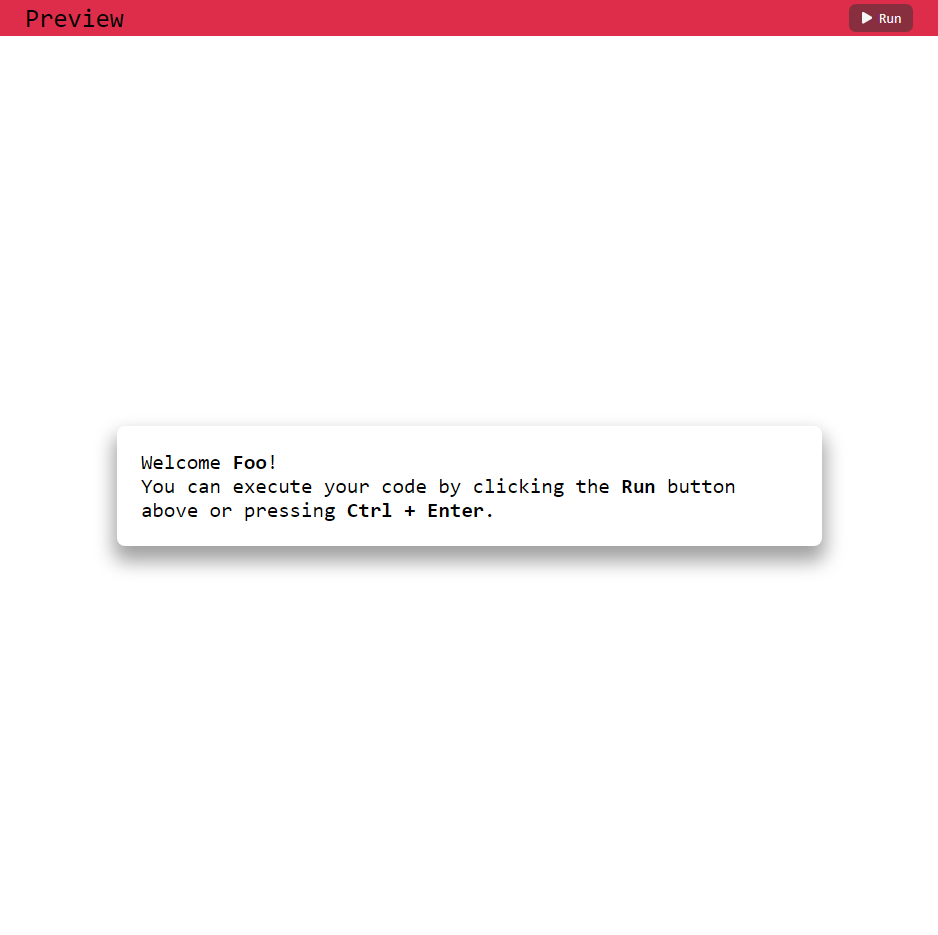 Preview
Run
Welcome Foo!
You can execute your code by clicking the Run button
above or pressing Ctrl + Enter.